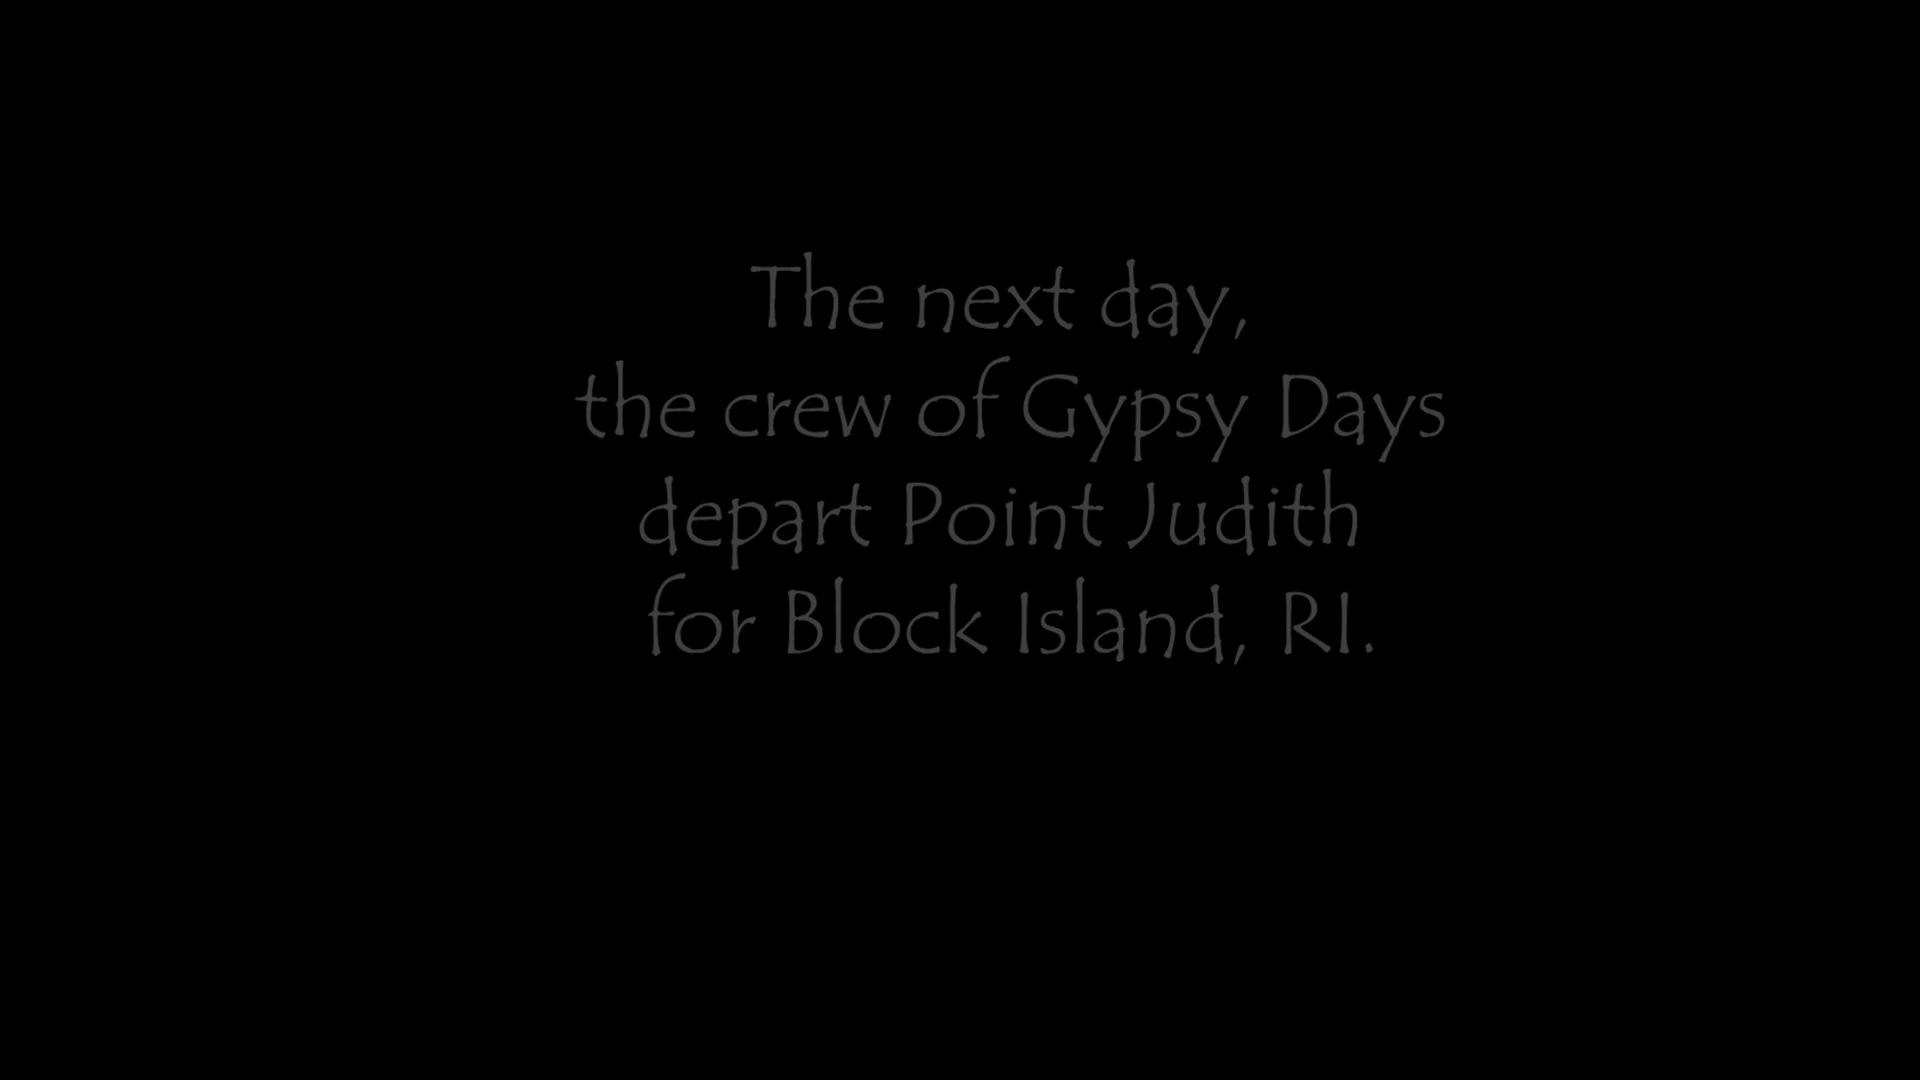 The next day,
the crew of Gypsy Days
depart Point Judith
for Block Island, RI.